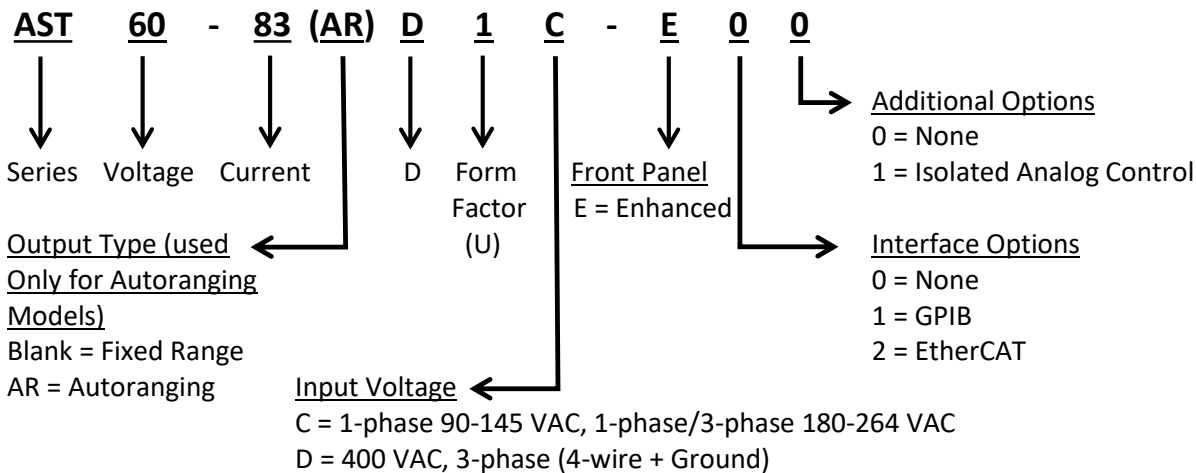 AST 60 - 83 (AR) D 1 C - E 0 0
Series Voltage Current D Form Factor (U)
Front Panel
E = Enhanced
Additional Options
0 = None
1 = Isolated Analog Control
Output Type (used
Only for Autoranging
Models)
Blank = Fixed Range
AR = Autoranging
Interface Options
0 = None
1 = GPIB
2 = EtherCAT
Input Voltage
C = 1-phase 90-145 VAC, 1-phase/3-phase 180-264 VAC
D = 400 VAC, 3-phase (4-wire + Ground)